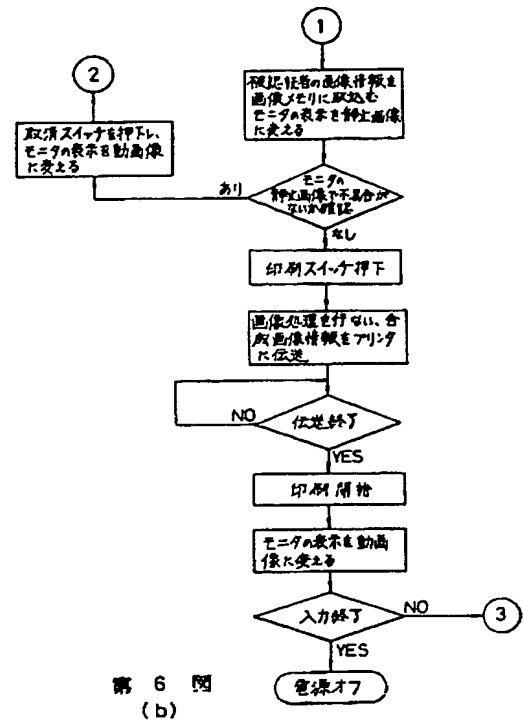 1
被認証者の画像情報を
画像メモリに取込む
モニタの表示を静止画像
に変える
2
取消スイッチを押下し、
モニタの表示を動画像
に変える
モニタの
静止画像で不具合が
ないか確認
あり
なし
印刷スイッチ押下
画像処理を行ない、合
成画像情報をプリンタ
に伝送
伝送終了
NO
YES
印刷開始
モニタの表示を動画
像に変える
入力終了
NO
3
YES
電源オフ
第 6 図
(b)